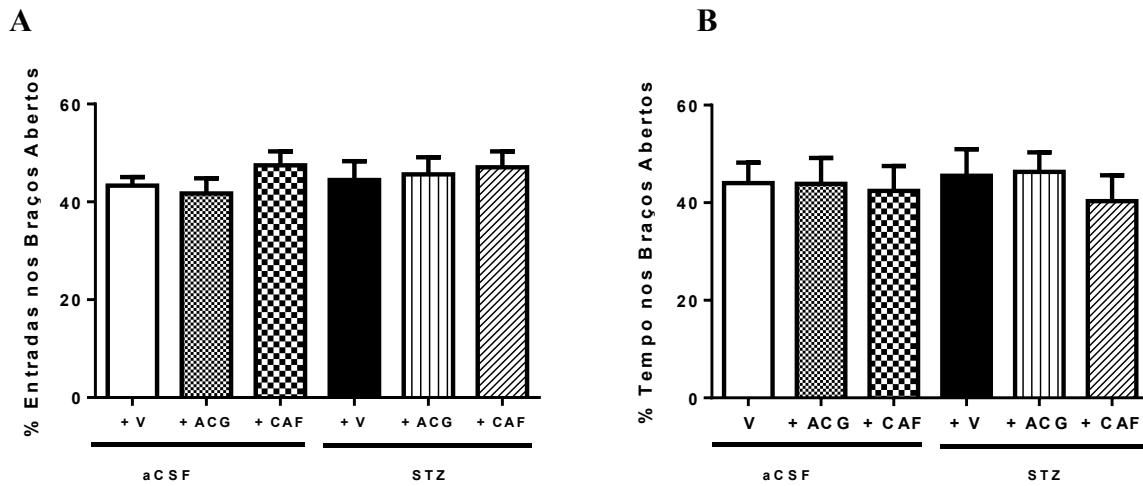 A
% Entradas nos Braços Abertos
60
40
20
0
+ V
+ ACG
+ CAF
+ V
+ ACG
+ CAF
aCSF
STZ
B
% Tempo nos Braços Abertos
60
40
20
0
V
+ ACG
+ CAF
+ V
+ ACG
+ CAF
aCSF
STZ